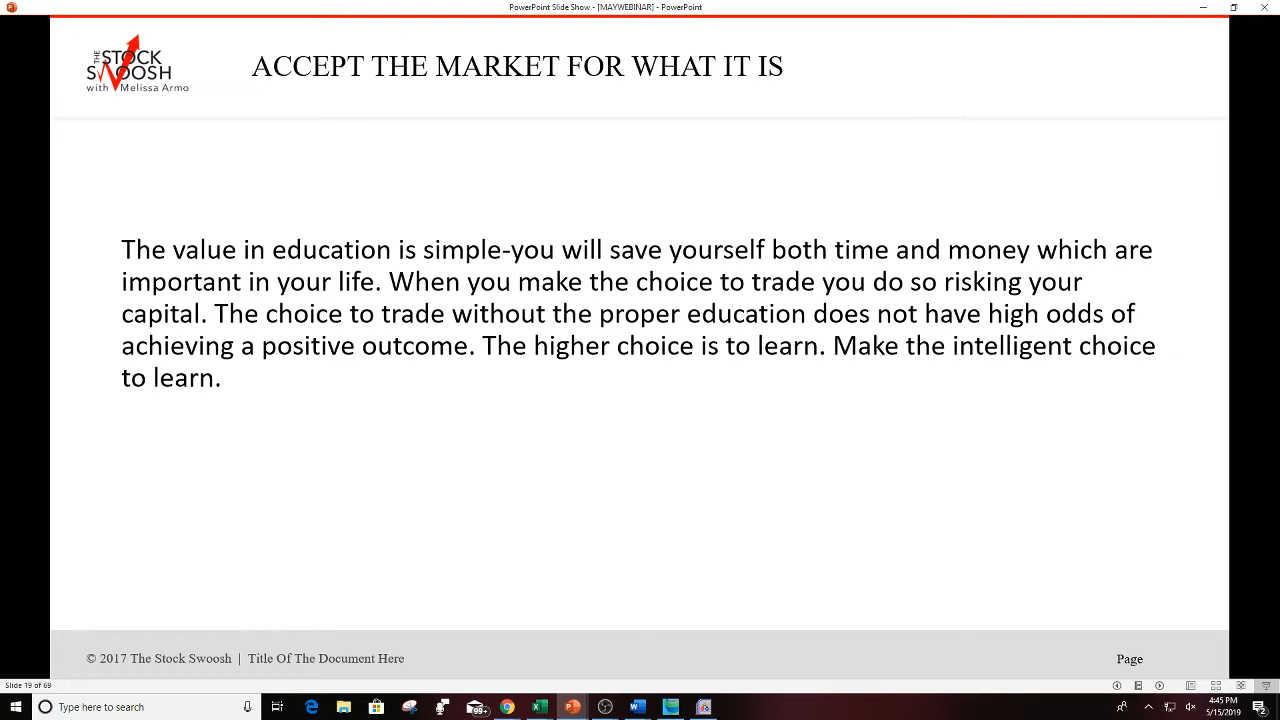 PowerPoint Slide Show - [MAYWEBINAR] - PowerPoint
THE
STOCK
SWOOSH
with Melissa Armo
ACCEPT THE MARKET FOR WHAT IT IS
The value in education is simple-you will save yourself both time and money which are
important in your life. When you make the choice to trade you do so risking your
capital. The choice to trade without the proper education does not have high odds of
achieving a positive outcome. The higher choice is to learn. Make the intelligent choice
to learn.
© 2017 The Stock Swoosh | Title Of The Document Here
Page
Slide 19 of 69
Type here to search
99+
4:45 PM
5/15/2019
2